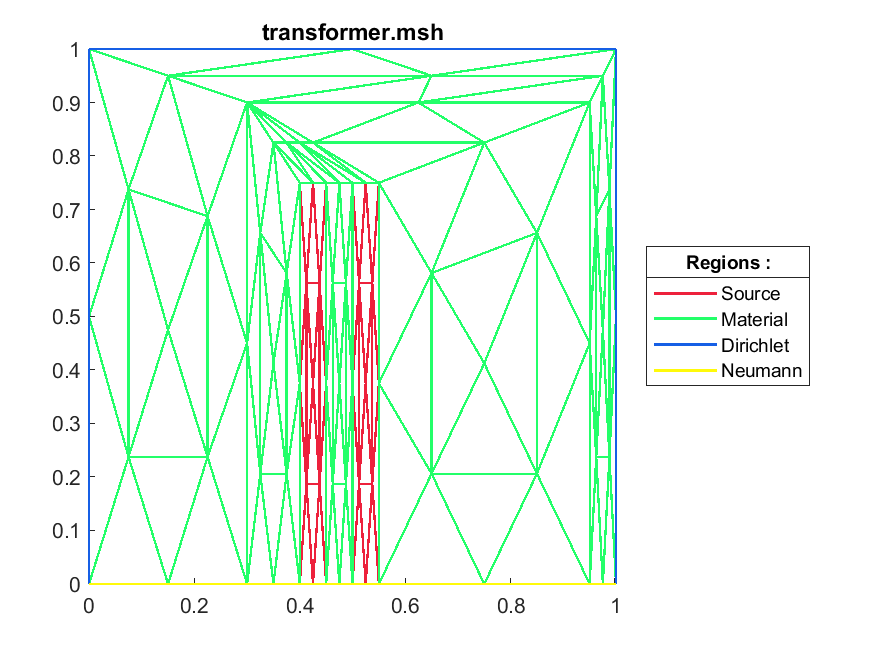 transformer.msh
1
0.9
0.8
0.7
0.6
0.5
0.4
0.3
0.2
0.1
0
0 0.2 0.4 0.6 0.8 1
Regions :
Source
Material
Dirichlet
Neumann